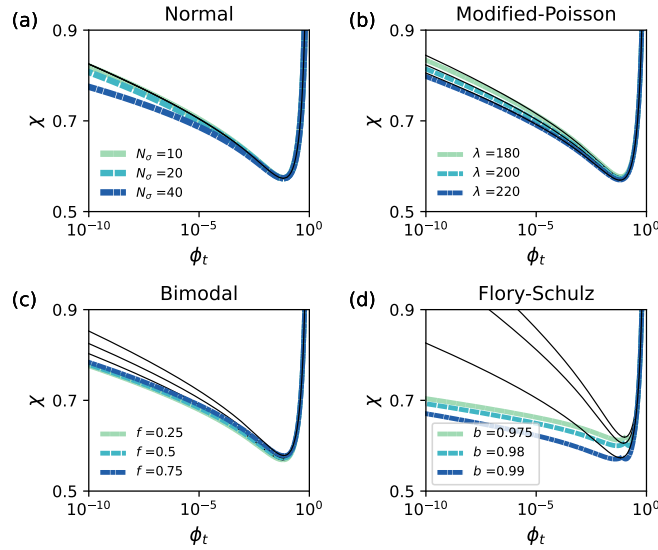 (a) Normal
0.9
0.7
0.5
χ
N_σ =10
N_σ =20
N_σ =40
10^−10 10^−5 10^0
ϕ_t
(b) Modified-Poisson
0.9
0.7
0.5
χ
λ =180
λ =200
λ =220
10^−10 10^−5 10^0
ϕ_t
(c) Bimodal
0.9
0.7
0.5
χ
f =0.25
f =0.5
f =0.75
10^−10 10^−5 10^0
ϕ_t
(d) Flory-Schulz
0.9
0.7
0.5
χ
b =0.975
b =0.98
b =0.99
10^−10 10^−5 10^0
ϕ_t